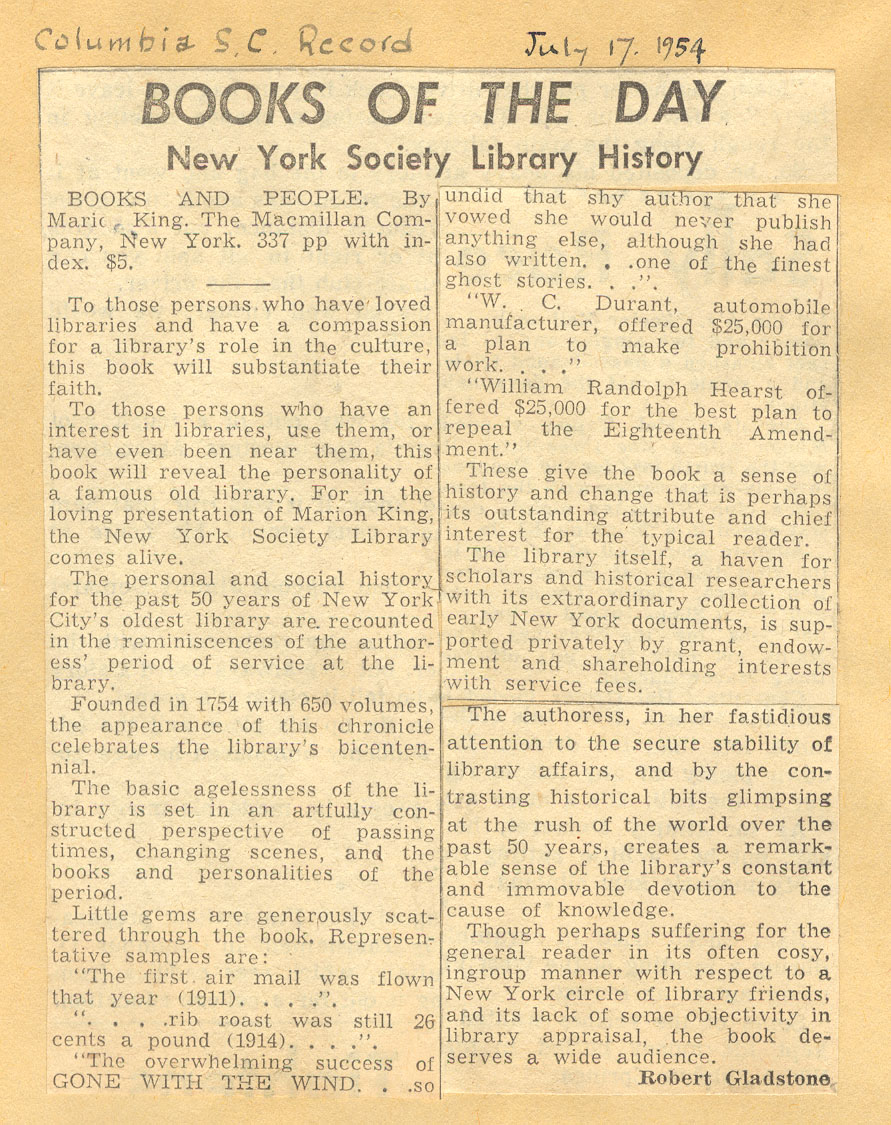 Columbia S.C. Record July 17. 1954
BOOKS OF THE DAY
New York Society Library History
BOOKS AND PEOPLE. By
King. The Macmillan Com-
pany, New York. 337 pp with in-
dex. $5.
To those persons who have loved
libraries and have a compassion
for a library's role in the culture,
this book will substantiate their
faith.
To those persons who have an
interest in libraries, use them, or
have even been near them, this
book will reveal the personality of
a famous old library. For in the
loving presentation of Marion King,
the New York Society Library
comes alive.
The personal and social history
for the past 50 years of New York
City's oldest library are recounted
in the reminiscences of the author-
ess' period of service at the li-
brary.
Founded in 1754 with 650 volumes,
the appearance of this chronicle
celebrates the library's bicenten-
nial.
The basic agelessness of the li-
brary is set in an artfully con-
structed perspective of passing
times, changing scenes, and the
books and personalities of the
period.
Little gems are generously scat-
tered through the book. Represen-
tative samples are:
"The first air mail was flown
that year (1911). . . .".
". . . .rib roast was still 26
cents a pound (1914). . . .".
"The overwhelming success of
GONE WITH THE WIND. . .so
undid that shy author that she
vowed she would never publish
anything else, although she had
also written. . .one of the finest
ghost stories. . .".
"W. C. Durant, automobile
manufacturer, offered $25,000 for
a plan to make prohibition
work. . . ."
"William Randolph Hearst of-
fered $25,000 for the best plan to
repeal the Eighteenth Amend-
ment."
These give the book a sense of
history and change that is perhaps
its outstanding attribute and chief
interest for the typical reader.
The library itself, a haven for
scholars and historical researchers
with its extraordinary collection of
early New York documents, is sup-
ported privately by grant, endow-
ment and shareholding interests
with service fees.
The authoress, in her fastidious
attention to the secure stability of
library affairs, and by the con-
trasting historical bits glimpsing
at the rush of the world over the
past 50 years, creates a remark-
able sense of the library's constant
and immovable devotion to the
cause of knowledge.
Though perhaps suffering for the
general reader in its often cosy,
ingroup manner with respect to a
New York circle of library friends,
and its lack of some objectivity in
library appraisal, the book de-
serves a wide audience.
Robert Gladstone